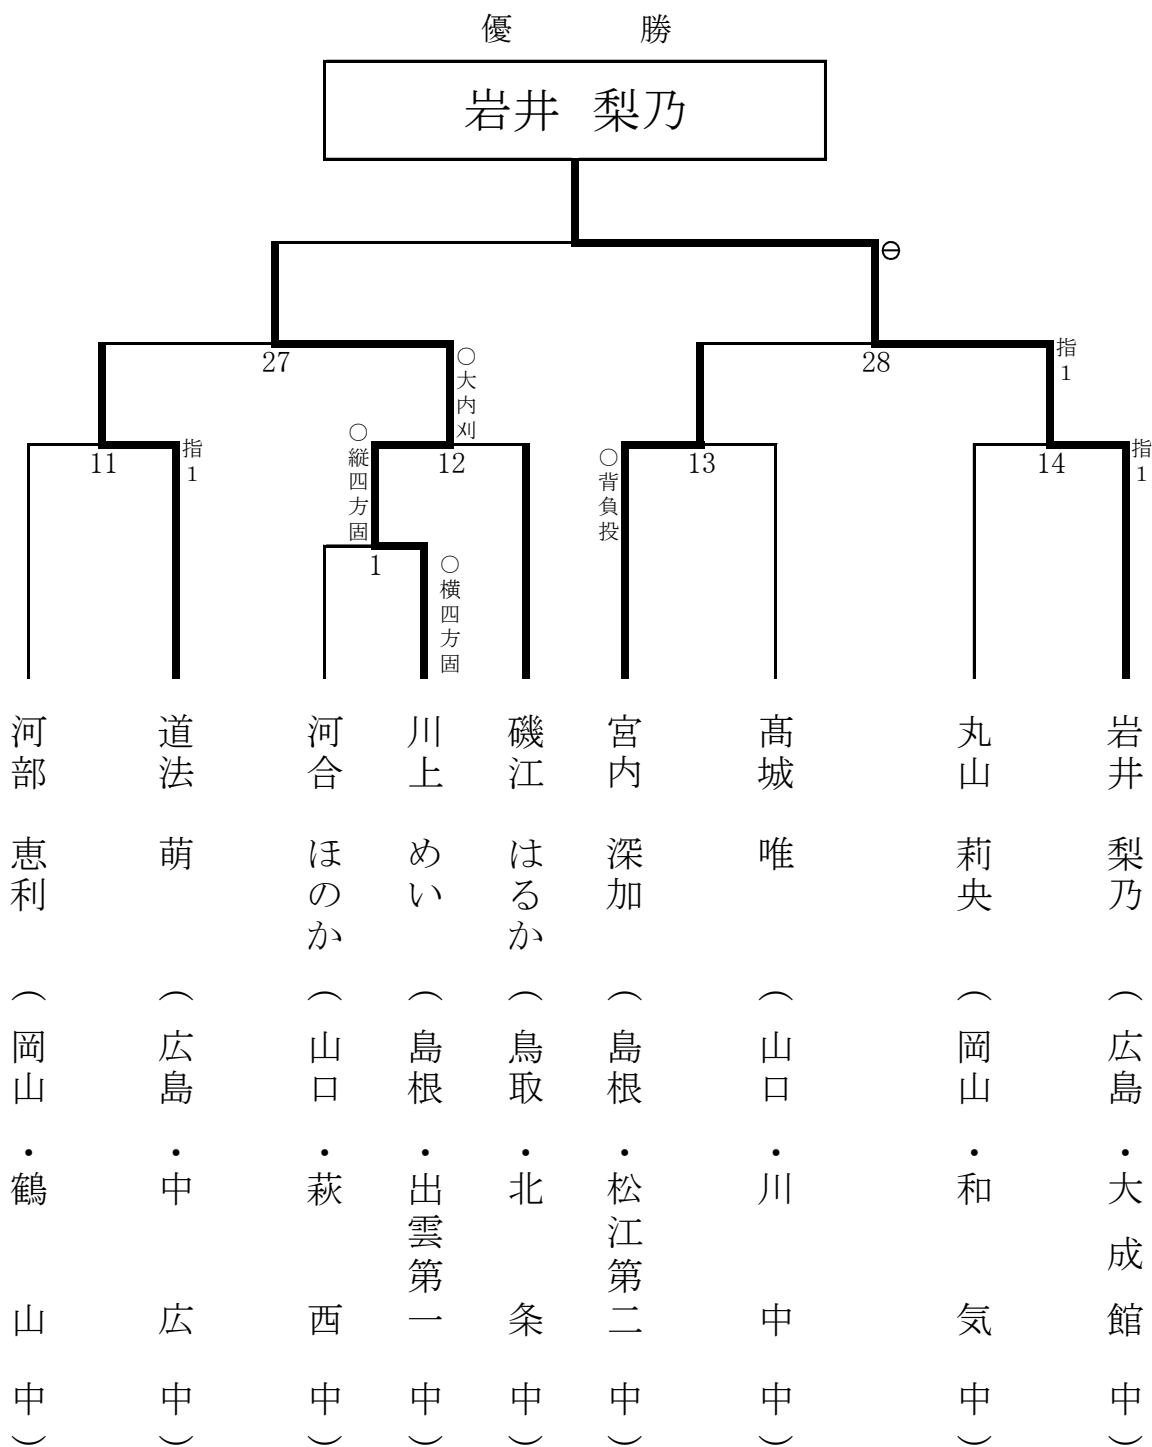 優　勝
岩井 梨乃
⊖
27
○大内刈
28
指1
11
指1
○縦四方固
12
○背負投
13
14
指1
1
○横四方固
河部 恵利 （岡山・鶴山中）
道法 萌 （広島・中広中）
河合 ほのか （山口・萩西中）
川上 めい （島根・出雲第一中）
磯江 はるか （鳥取・北条中）
宮内 深加 （島根・松江第二中）
髙城 唯 （山口・川中中）
丸山 莉央 （岡山・和気中）
岩井 梨乃 （広島・大成館中）